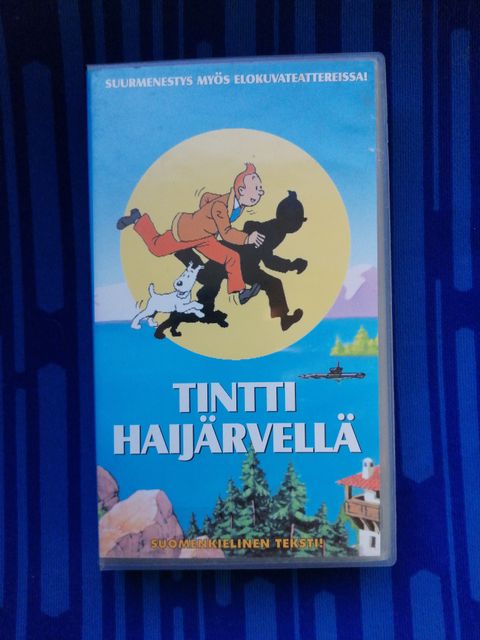 SUURMENESTYS MYÖS ELOKUVATEATTEREISSA!
TINTTI
HAIJÄRVELLÄ
SUOMENKIELINEN TEKSTI!